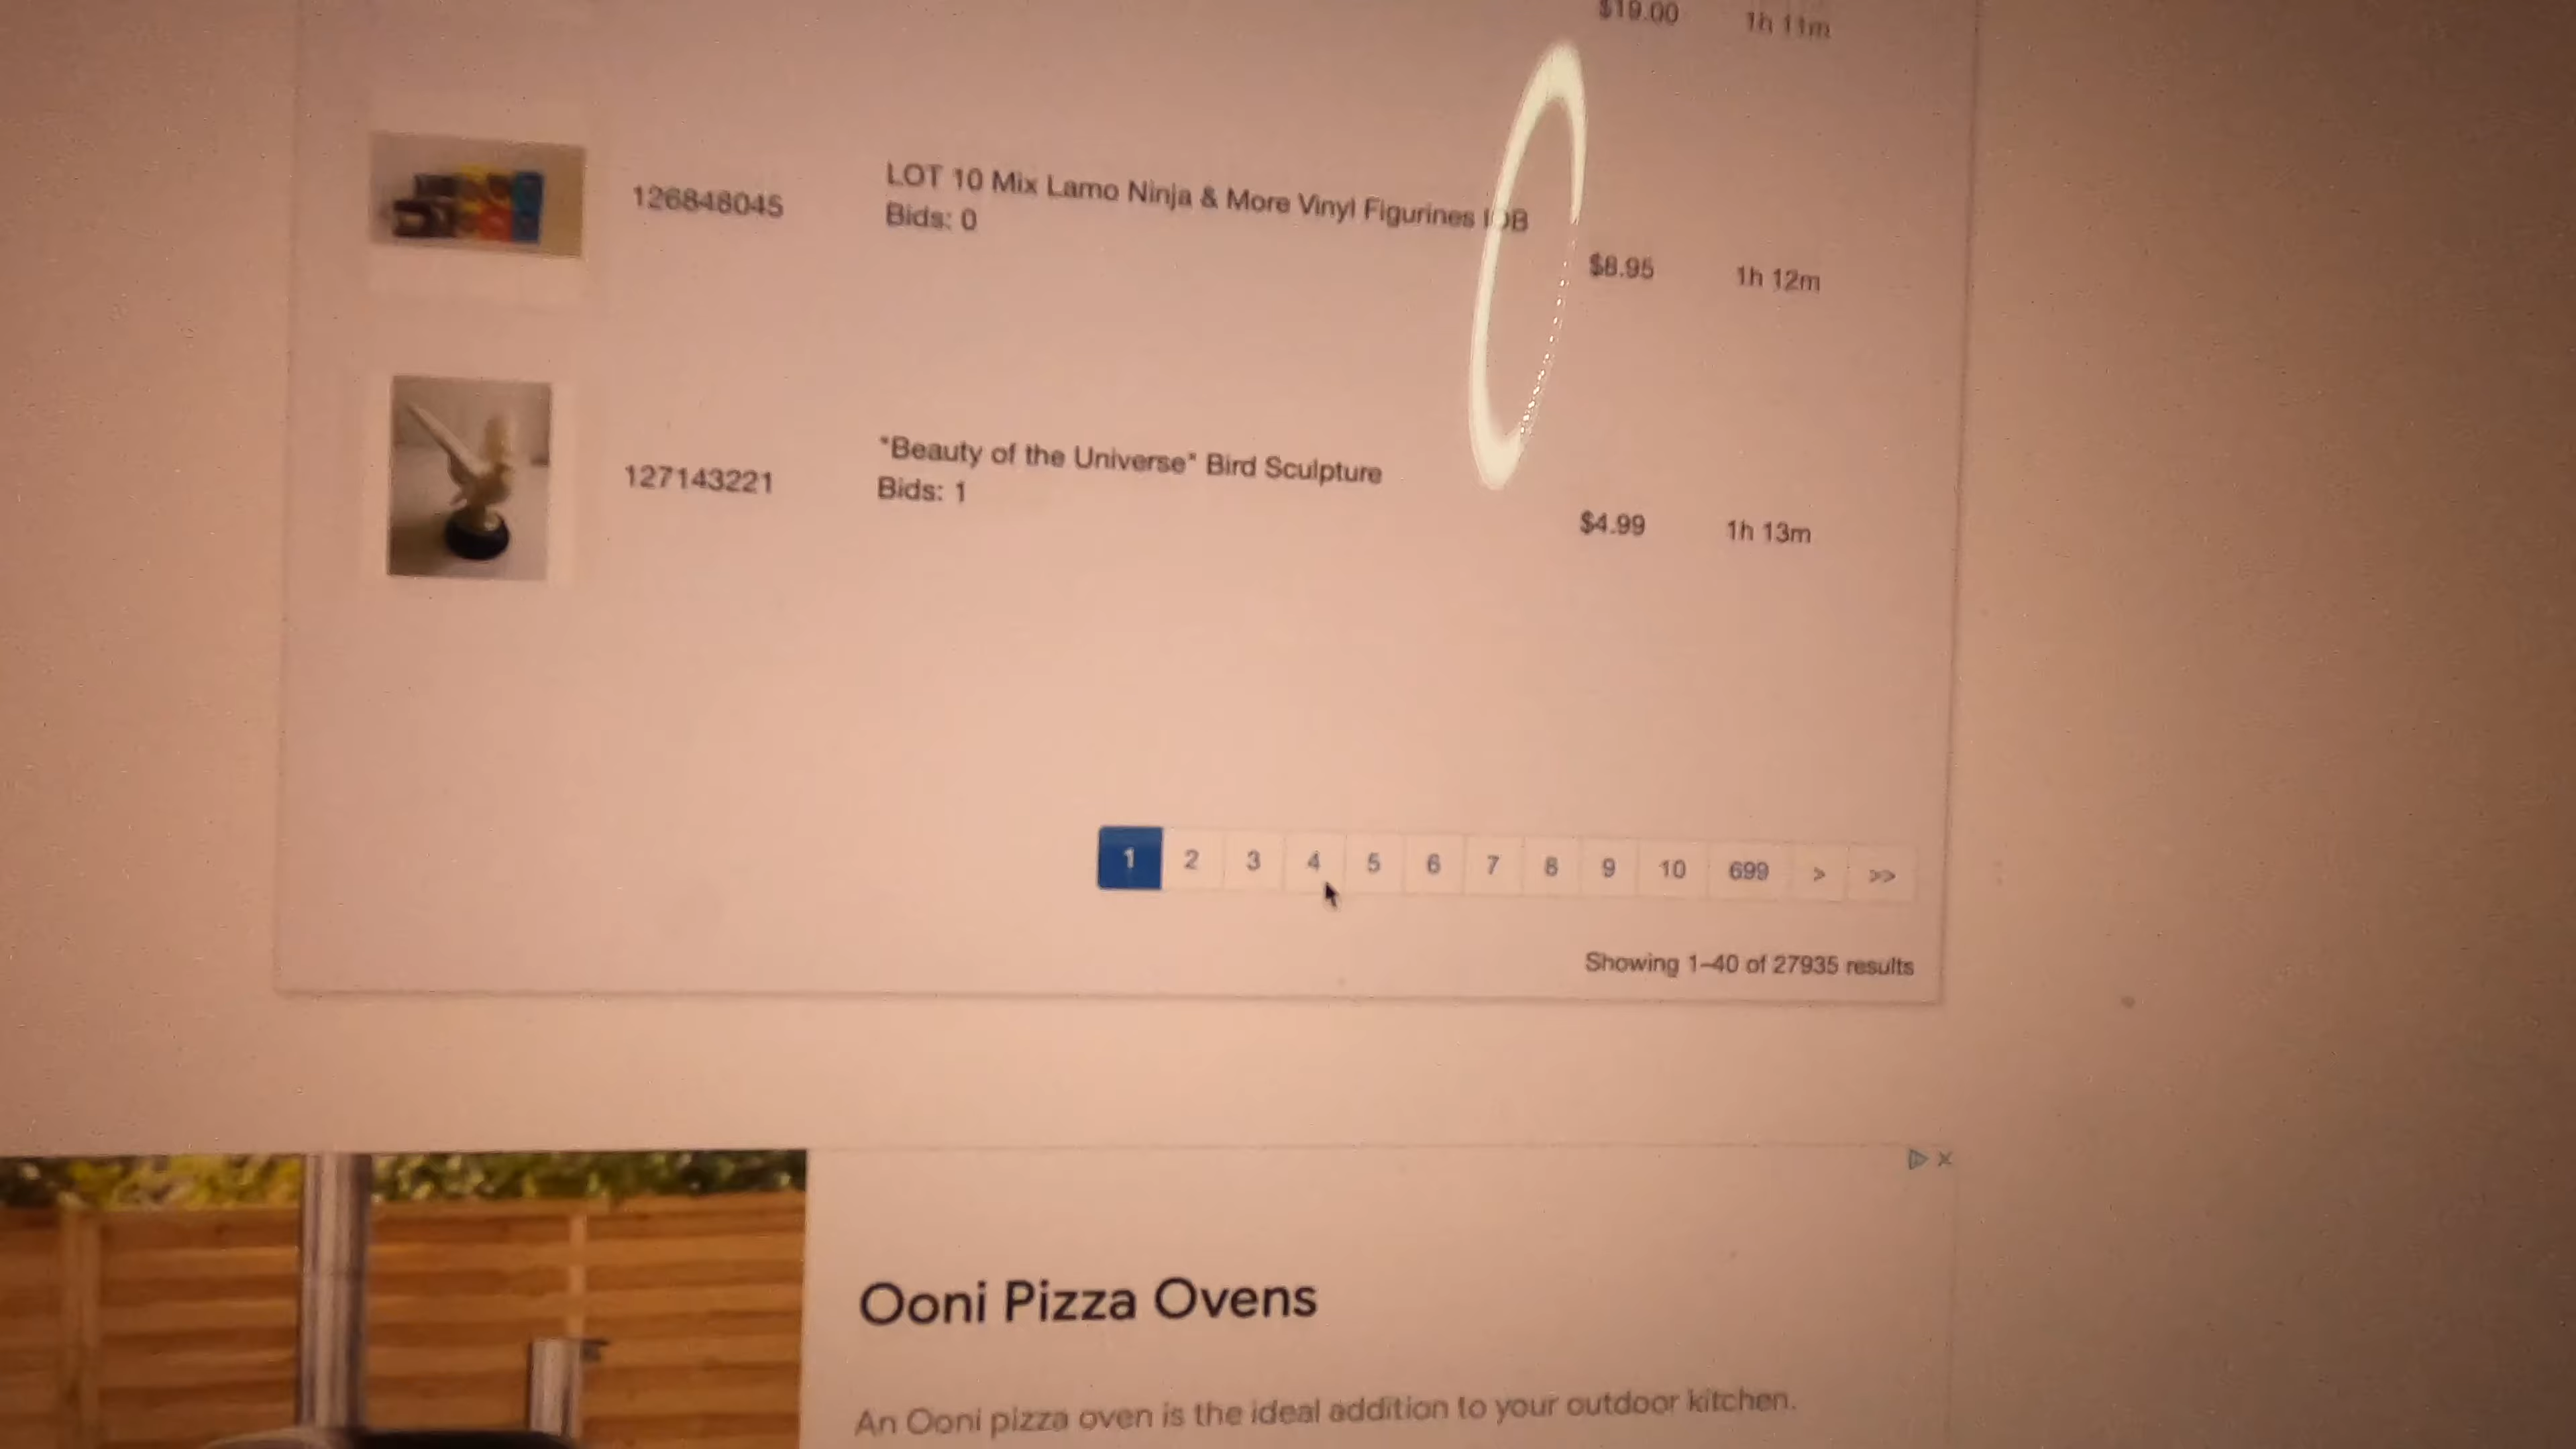 $19.00 1h 11m
126848045
LOT 10 Mix Lamo Ninja & More Vinyl Figurines IOB
Bids: 0
$8.95 1h 12m
127143221
"Beauty of the Universe" Bird Sculpture
Bids: 1
$4.99 1h 13m
1 2 3 4 5 6 7 8 9 10 699 > >>
Showing 1–40 of 27935 results
Ooni Pizza Ovens
An Ooni pizza oven is the ideal addition to your outdoor kitchen.